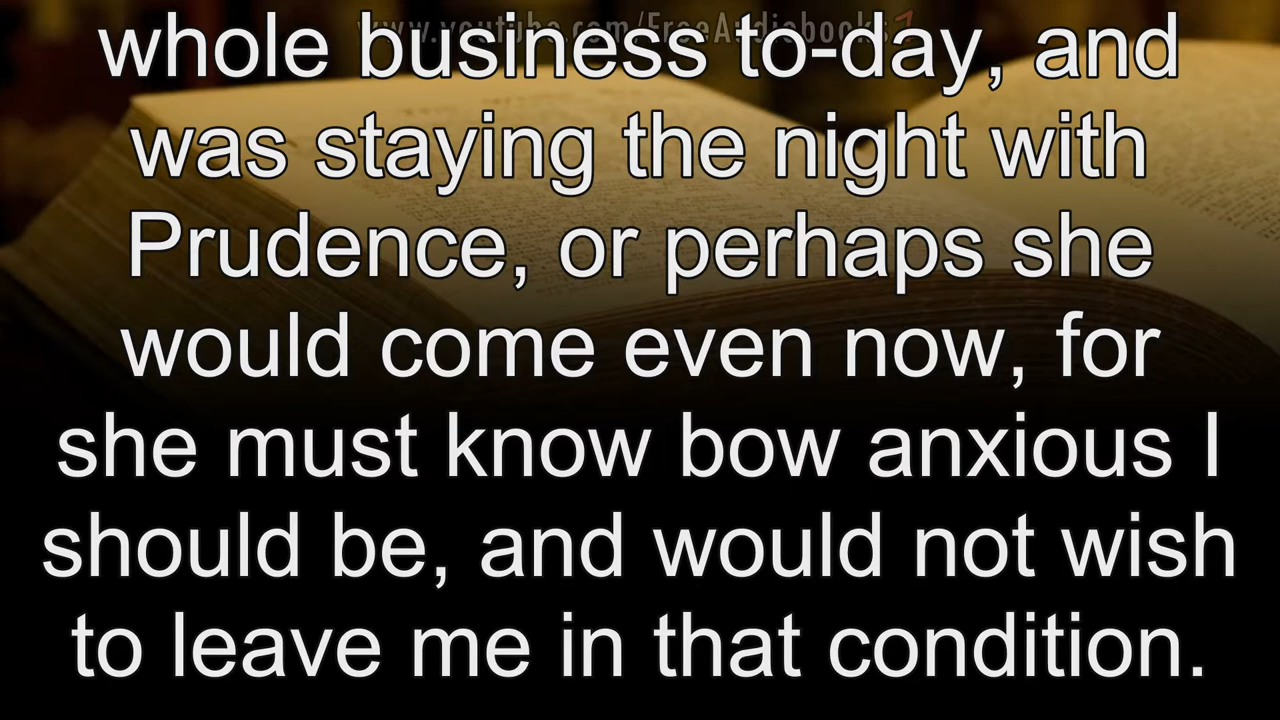 www.youtube.com/FreeAudiobooks
whole business to-day, and
was staying the night with
Prudence, or perhaps she
would come even now, for
she must know bow anxious I
should be, and would not wish
to leave me in that condition.